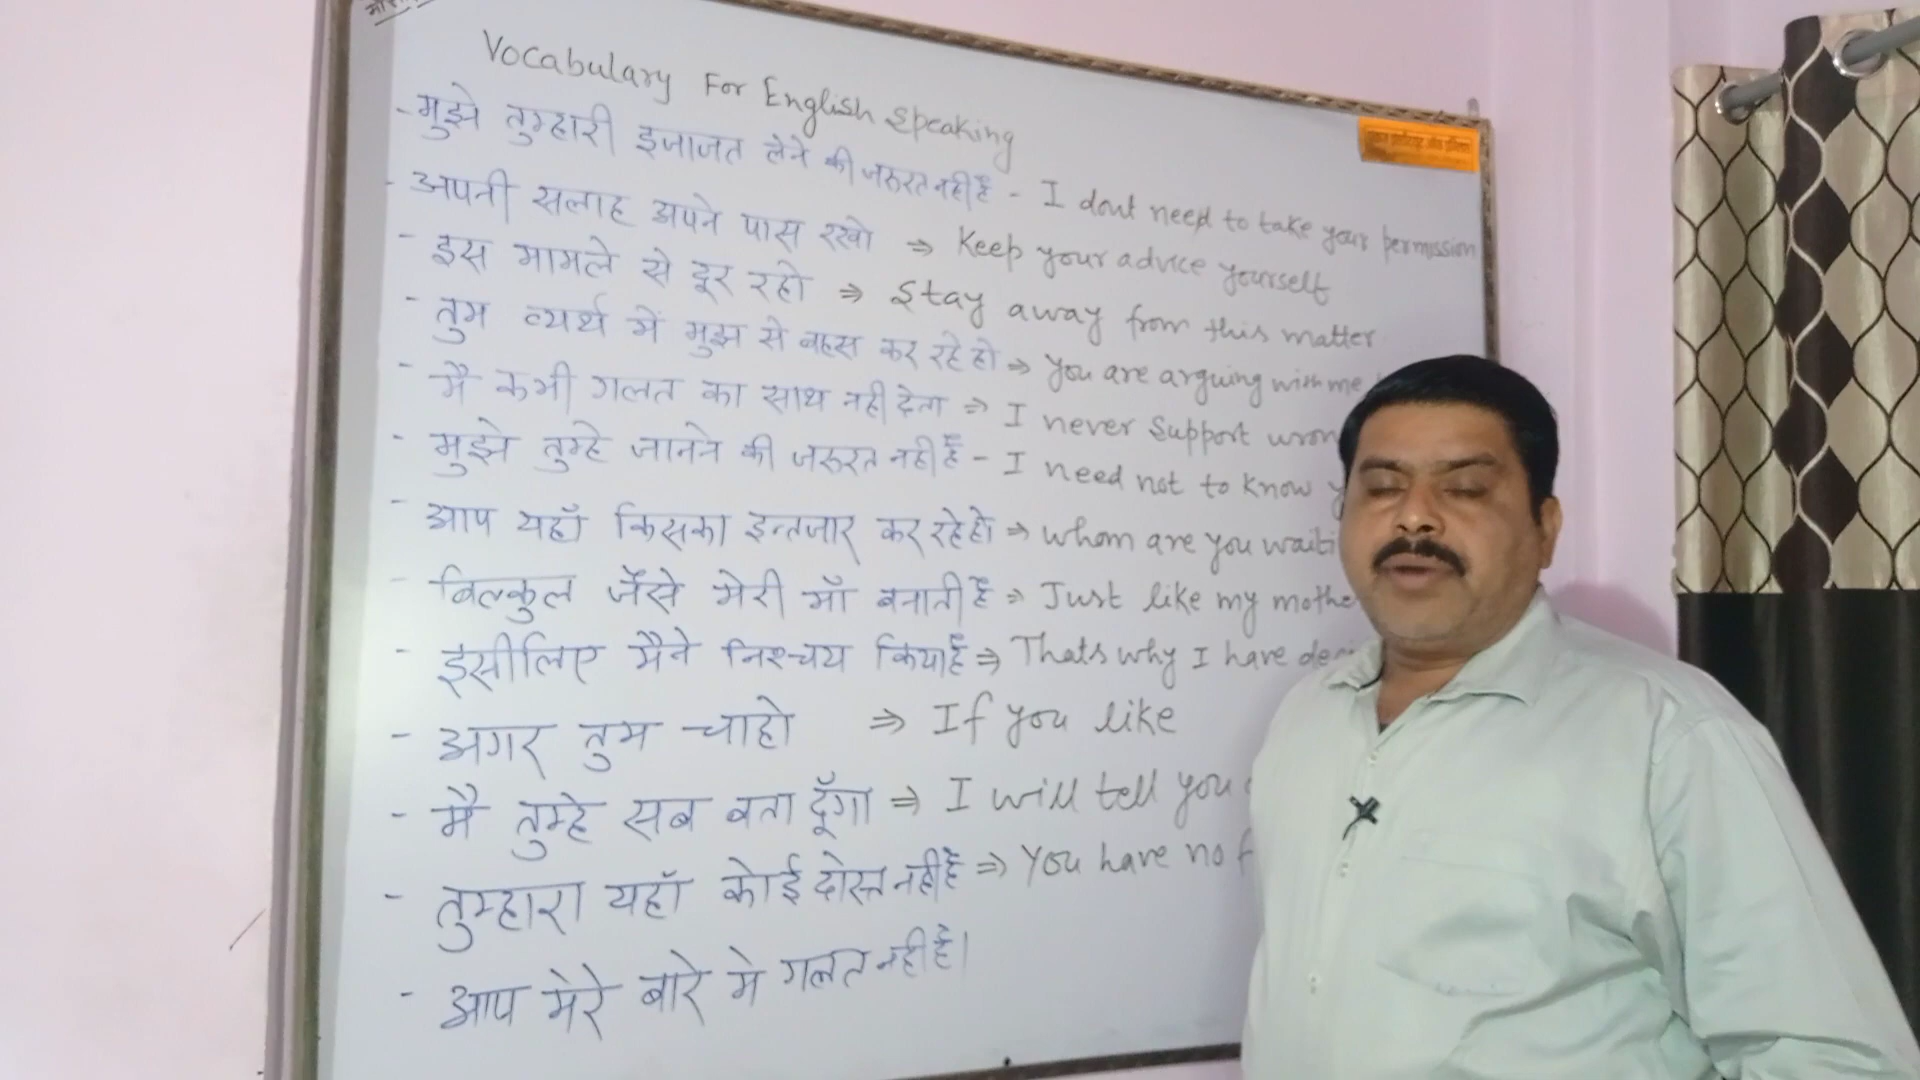 Vocabulary For English Speaking
- मुझे तुम्हारी इजाजत लेने की जरुरत नही है - I dont need to take your permission
- अपनी सलाह अपने पास रखो ⇒ Keep your advice yourself
- इस मामले से दूर रहो ⇒ Stay away from this matter
- तुम व्यर्थ में मुझ से बहस कर रहे हो ⇒ You are arguing with me
- मै कभी गलत का साथ नही देता ⇒ I never Support
- मुझे तुम्हे जानने की जरुरत नही है - I need not to know
- आप यहाँ किसका इन्तजार कर रहे हो ⇒ whom are you
- बिल्कुल जैसे मेरी माँ बनाती है ⇒ Just like my
- इसीलिए मैने निश्चय किया है ⇒ Thats why I have
- अगर तुम चाहो ⇒ If you like
- मै तुम्हे सब बता दूँगा ⇒ I will tell you
- तुम्हारा यहाँ कोई दोस्त नही है ⇒ You have no
- आप मेरे बारे मे गलत नही है।